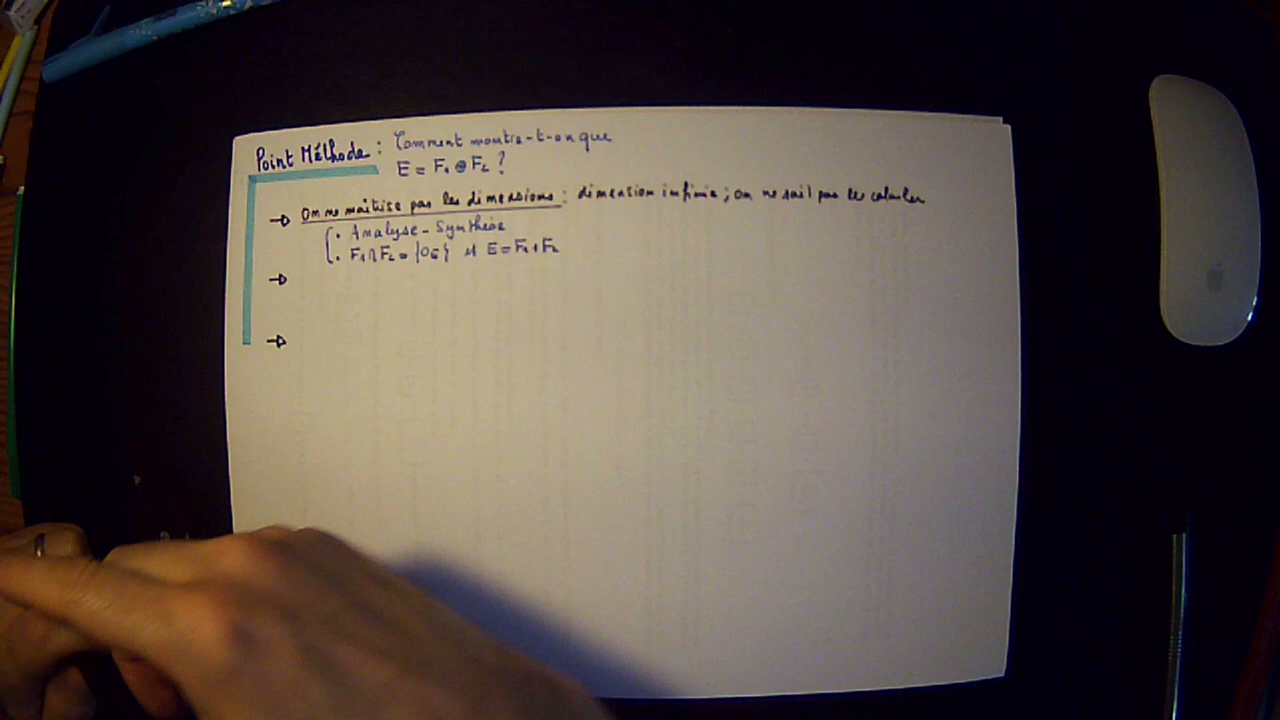 Point Méthode : Comment montre-t-on que
E = F₁ ⊕ F₂ ?
→ On ne maîtrise pas les dimensions : dimension infinie ; on ne sait pas les calculer
• Analyse - Synthèse
• F₁ ∩ F₂ = {0E} et E = F₁ + F₂
→
→